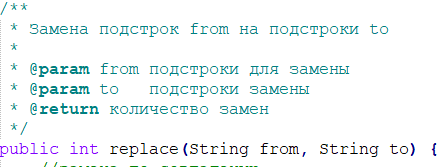 /**
 * Замена подстрок from на подстроки to
 *
 * @param from подстроки для замены
 * @param to   подстроки замены
 * @return количество замен
 */
public int replace(String from, String to) {